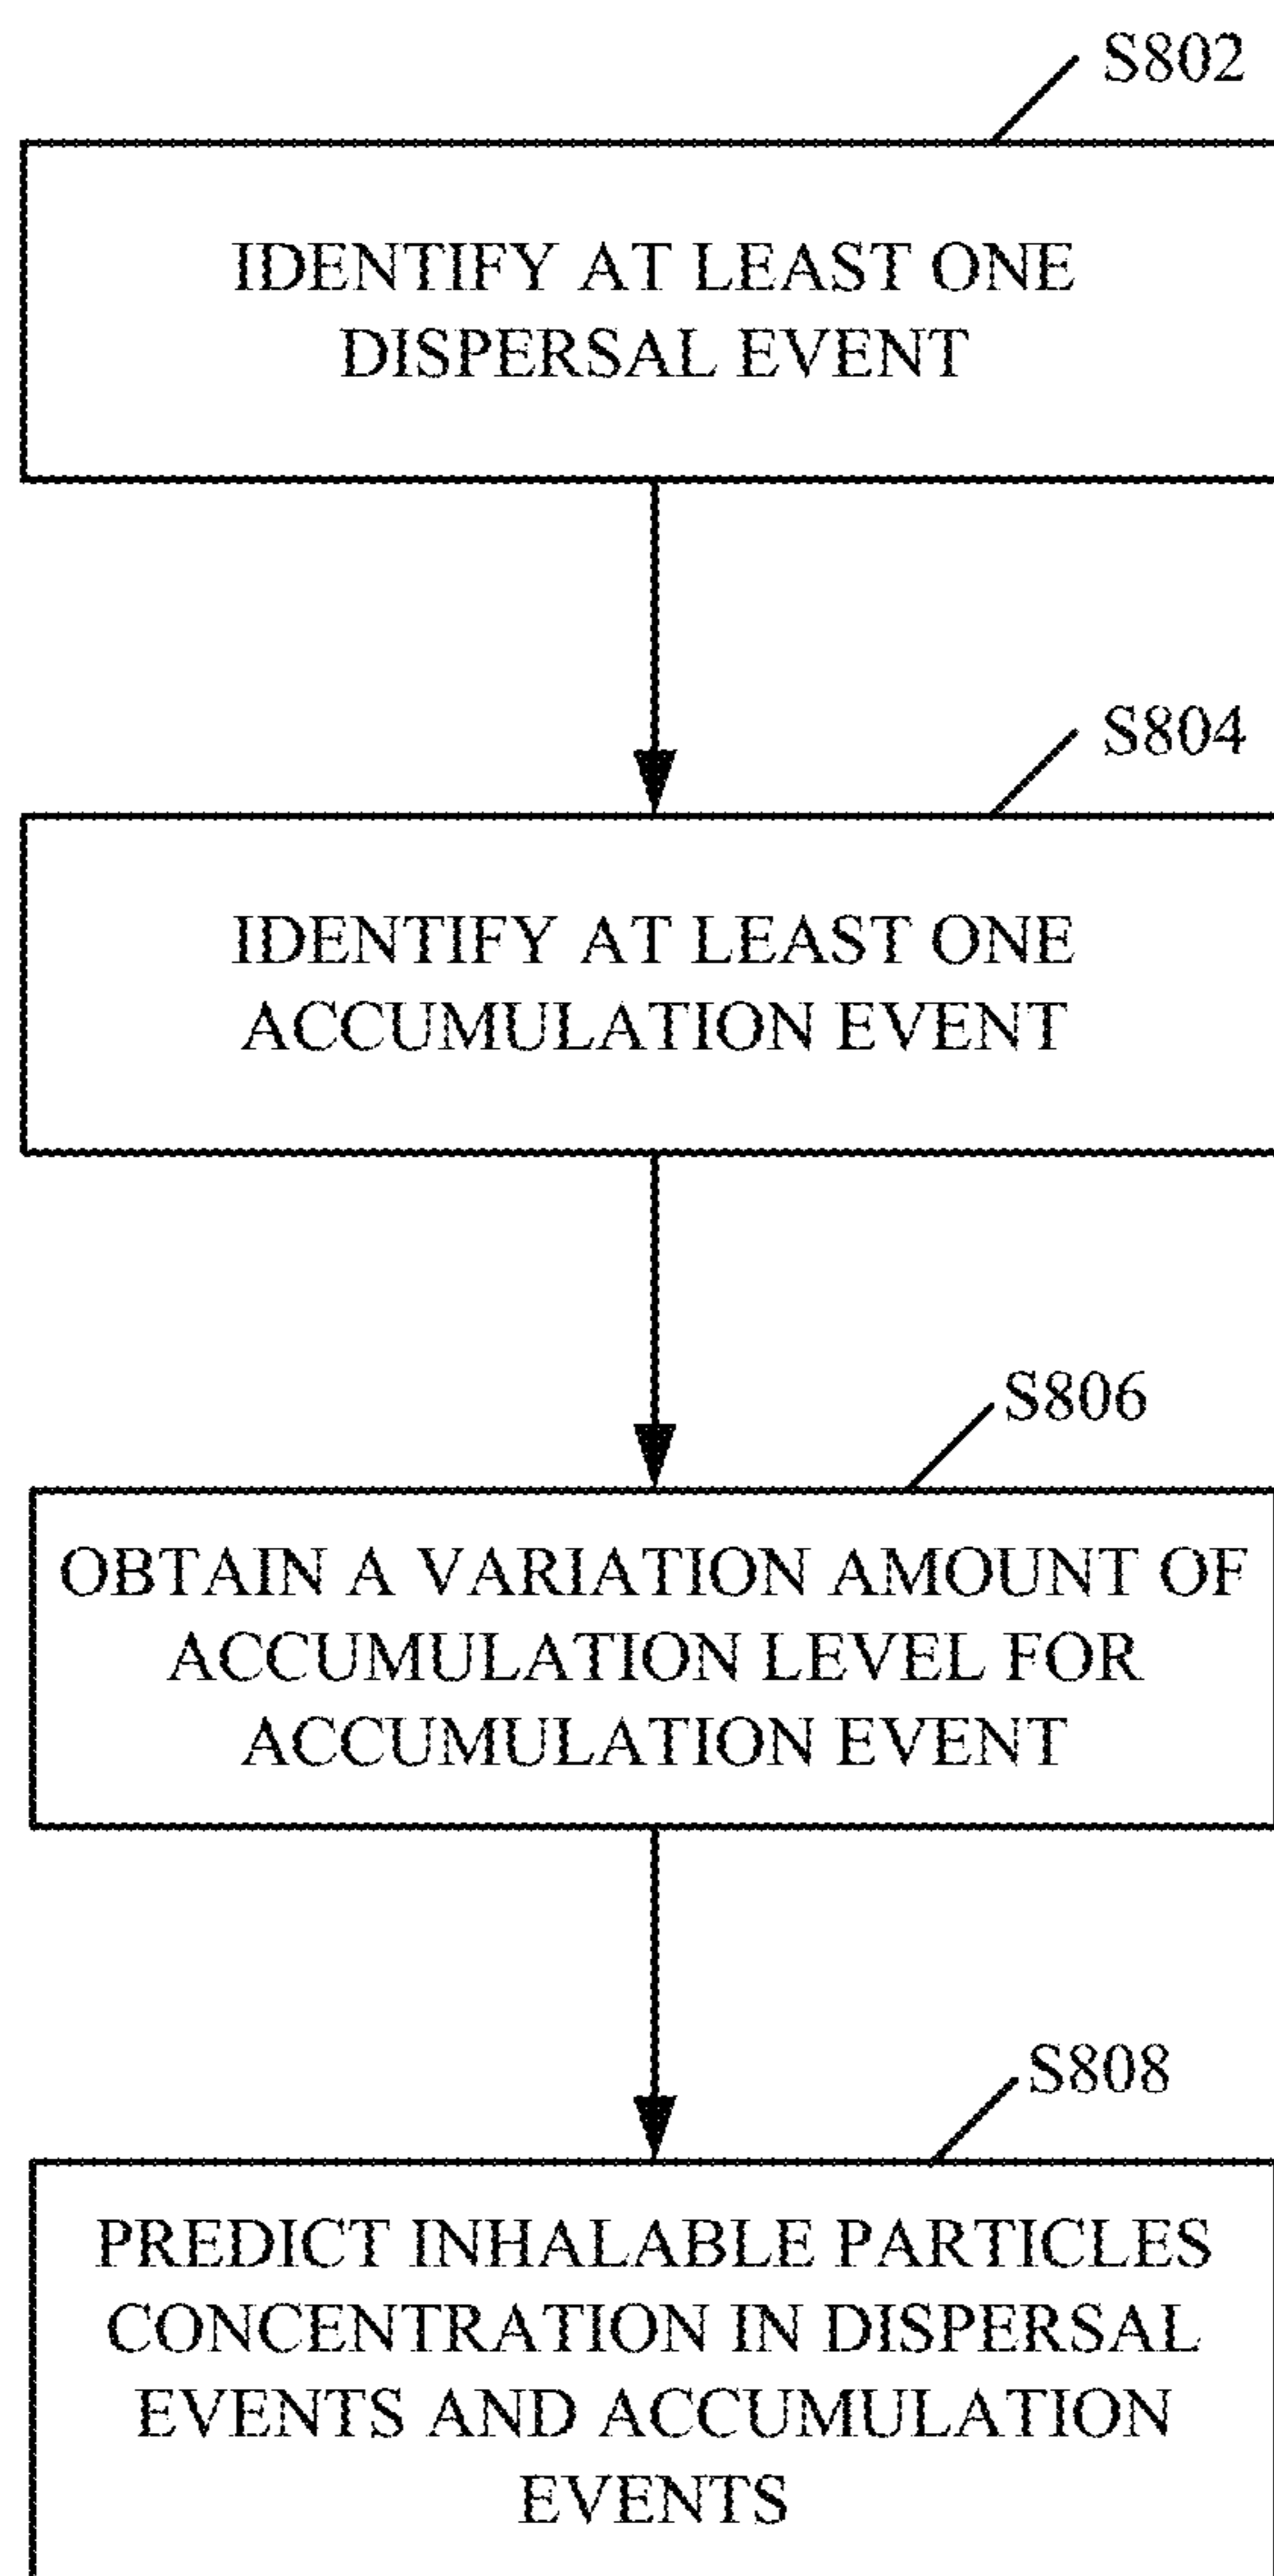 S802
IDENTIFY AT LEAST ONE
DISPERSAL EVENT
S804
IDENTIFY AT LEAST ONE
ACCUMULATION EVENT
S806
OBTAIN A VARIATION AMOUNT OF
ACCUMULATION LEVEL FOR
ACCUMULATION EVENT
S808
PREDICT INHALABLE PARTICLES
CONCENTRATION IN DISPERSAL
EVENTS AND ACCUMULATION
EVENTS